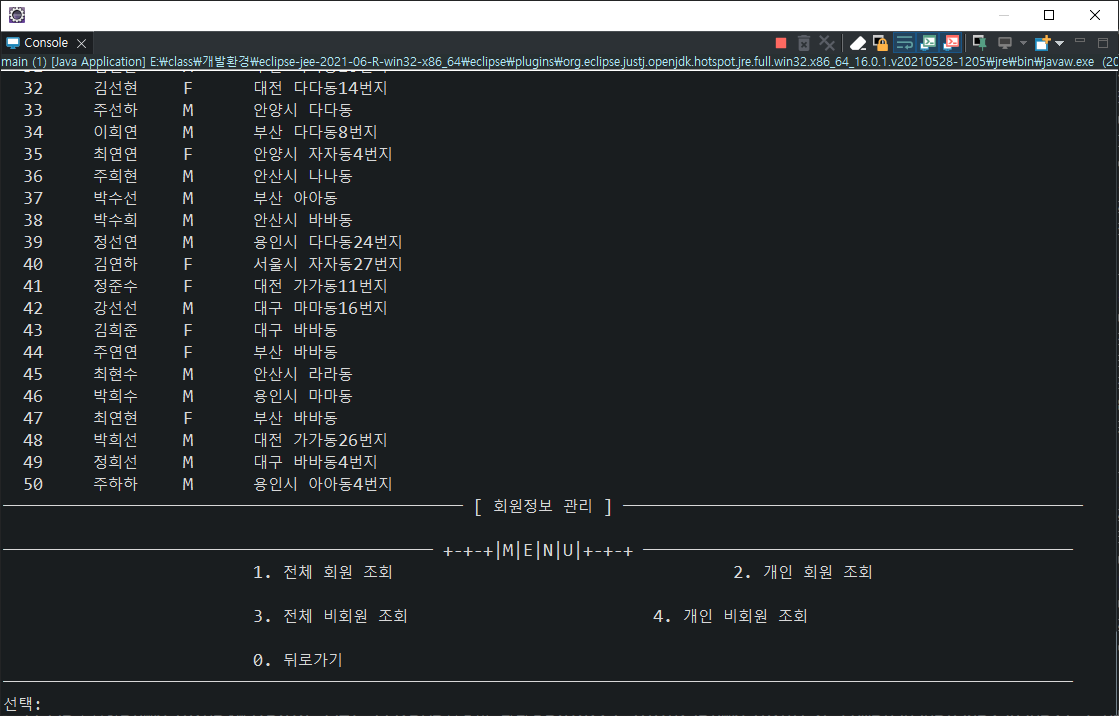 Console
main (1) [Java Application] E:₩class₩개발환경₩eclipse-jee-2021-06-R-win32-x86_64₩eclipse₩plugins₩org.eclipse.justj.openjdk.hotspot.jre.full.win32.x86_64_16.0.1.v20210528-1205₩jre₩bin₩javaw.exe (20
32 김선현 F 대전 다다동14번지
33 주선하 M 안양시 다다동
34 이희연 M 부산 다다동8번지
35 최연연 F 안양시 자자동4번지
36 주희현 M 안산시 나나동
37 박수선 M 부산 아아동
38 박수희 M 안산시 바바동
39 정선연 M 용인시 다다동24번지
40 김연하 F 서울시 자자동27번지
41 정준수 F 대전 가가동11번지
42 강선선 M 대구 마마동16번지
43 김희준 F 대구 바바동
44 주연연 F 부산 바바동
45 최현수 M 안산시 라라동
46 박희수 M 용인시 마마동
47 최연현 F 부산 바바동
48 박희선 M 대전 가가동26번지
49 정희선 M 대구 바바동4번지
50 주하하 M 용인시 아아동4번지
[ 회원정보 관리 ]
+-+-+|M|E|N|U|+-+-+
1. 전체 회원 조회 2. 개인 회원 조회
3. 전체 비회원 조회 4. 개인 비회원 조회
0. 뒤로가기
선택: